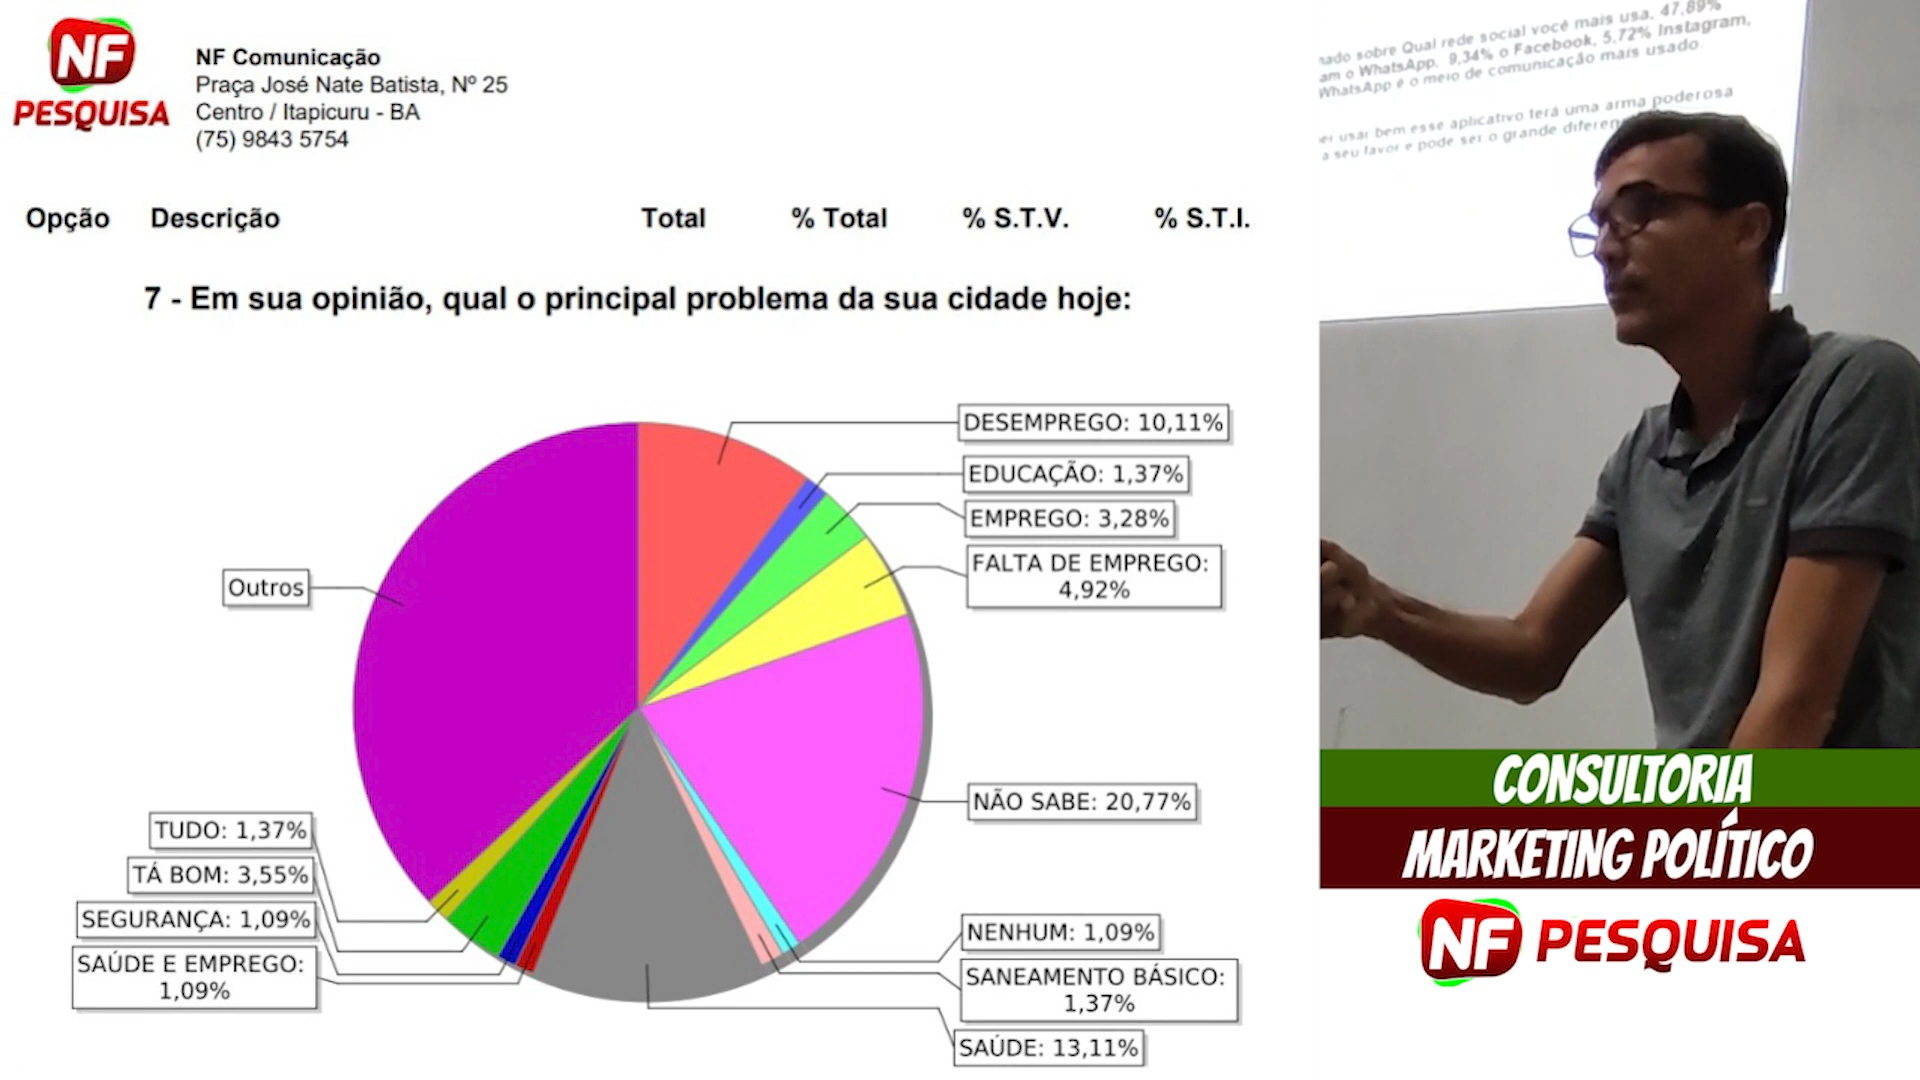 NF
PESQUISA
NF Comunicação
Praça José Nate Batista, Nº 25
Centro / Itapicuru - BA
(75) 9843 5754
Opção Descrição Total % Total % S.T.V. % S.T.I.
7 - Em sua opinião, qual o principal problema da sua cidade hoje:
DESEMPREGO: 10,11%
EDUCAÇÃO: 1,37%
EMPREGO: 3,28%
FALTA DE EMPREGO:
4,92%
Outros
NÃO SABE: 20,77%
TUDO: 1,37%
TÁ BOM: 3,55%
SEGURANÇA: 1,09%
SAÚDE E EMPREGO:
1,09%
NENHUM: 1,09%
SANEAMENTO BÁSICO:
1,37%
SAÚDE: 13,11%
sobre Qual rede social você mais usa, 47,89%
o WhatsApp, 9,34% o Facebook, 5,72% Instagram,
WhatsApp é o meio de comunicação mais usado
usar bem esse aplicativo terá uma arma poderosa
a seu favor e pode ser o grande
CONSULTORIA
MARKETING POLÍTICO
NF PESQUISA